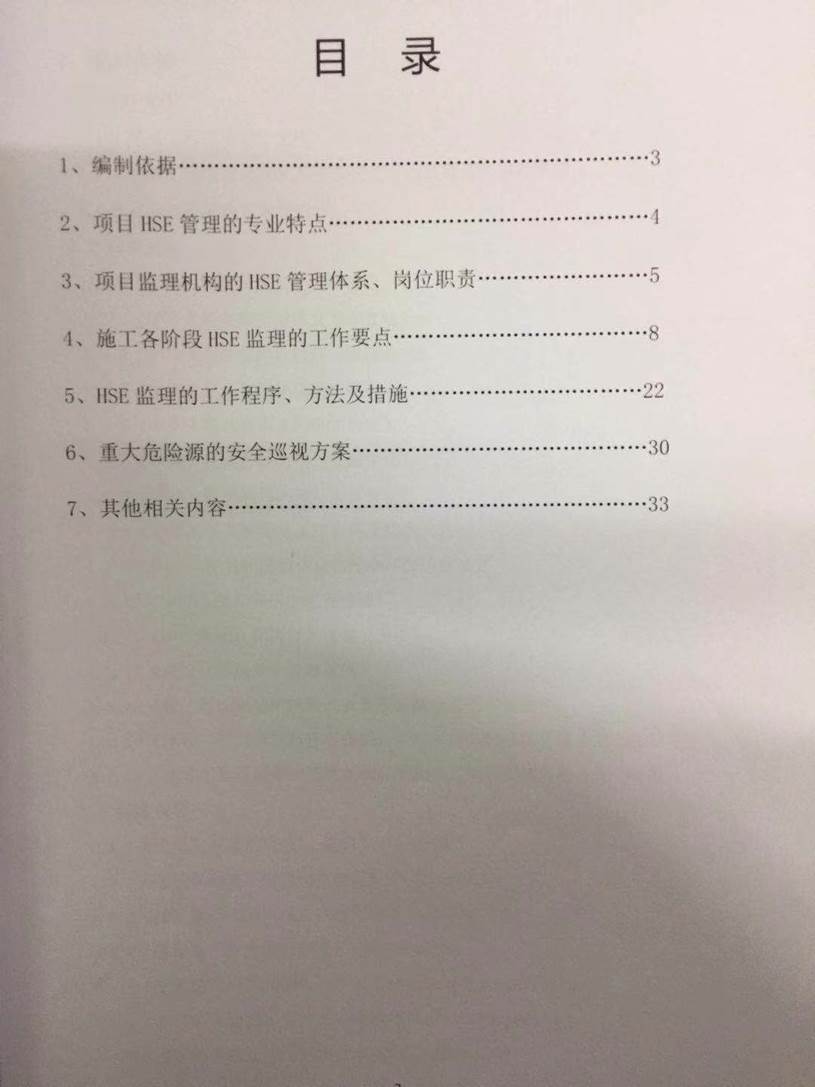 目 录
1、编制依据………………………………………………………3
2、项目 HSE 管理的专业特点……………………………………4
3、项目监理机构的 HSE 管理体系、岗位职责…………………5
4、施工各阶段 HSE 监理的工作要点……………………………8
5、HSE 监理的工作程序、方法及措施…………………………22
6、重大危险源的安全巡视方案…………………………………30
7、其他相关内容…………………………………………………33